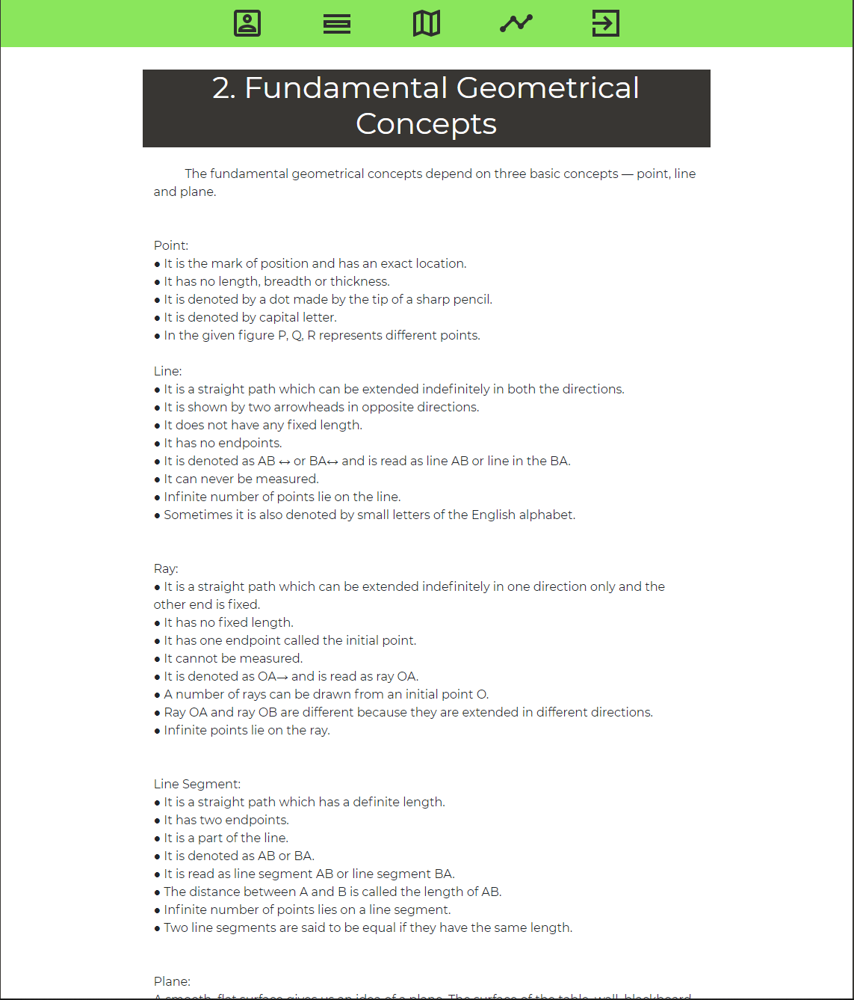 2. Fundamental Geometrical
Concepts
The fundamental geometrical concepts depend on three basic concepts — point, line
and plane.
Point:
● It is the mark of position and has an exact location.
● It has no length, breadth or thickness.
● It is denoted by a dot made by the tip of a sharp pencil.
● It is denoted by capital letter.
● In the given figure P, Q, R represents different points.
Line:
● It is a straight path which can be extended indefinitely in both the directions.
● It is shown by two arrowheads in opposite directions.
● It does not have any fixed length.
● It has no endpoints.
● It is denoted as AB ↔ or BA↔ and is read as line AB or line in the BA.
● It can never be measured.
● Infinite number of points lie on the line.
● Sometimes it is also denoted by small letters of the English alphabet.
Ray:
● It is a straight path which can be extended indefinitely in one direction only and the
other end is fixed.
● It has no fixed length.
● It has one endpoint called the initial point.
● It cannot be measured.
● It is denoted as OA→ and is read as ray OA.
● A number of rays can be drawn from an initial point O.
● Ray OA and ray OB are different because they are extended in different directions.
● Infinite points lie on the ray.
Line Segment:
● It is a straight path which has a definite length.
● It has two endpoints.
● It is a part of the line.
● It is denoted as AB or BA.
● It is read as line segment AB or line segment BA.
● The distance between A and B is called the length of AB.
● Infinite number of points lies on a line segment.
● Two line segments are said to be equal if they have the same length.
Plane:
A smooth, flat surface gives us an idea of a plane. The surface of the table, wall, blackboard,